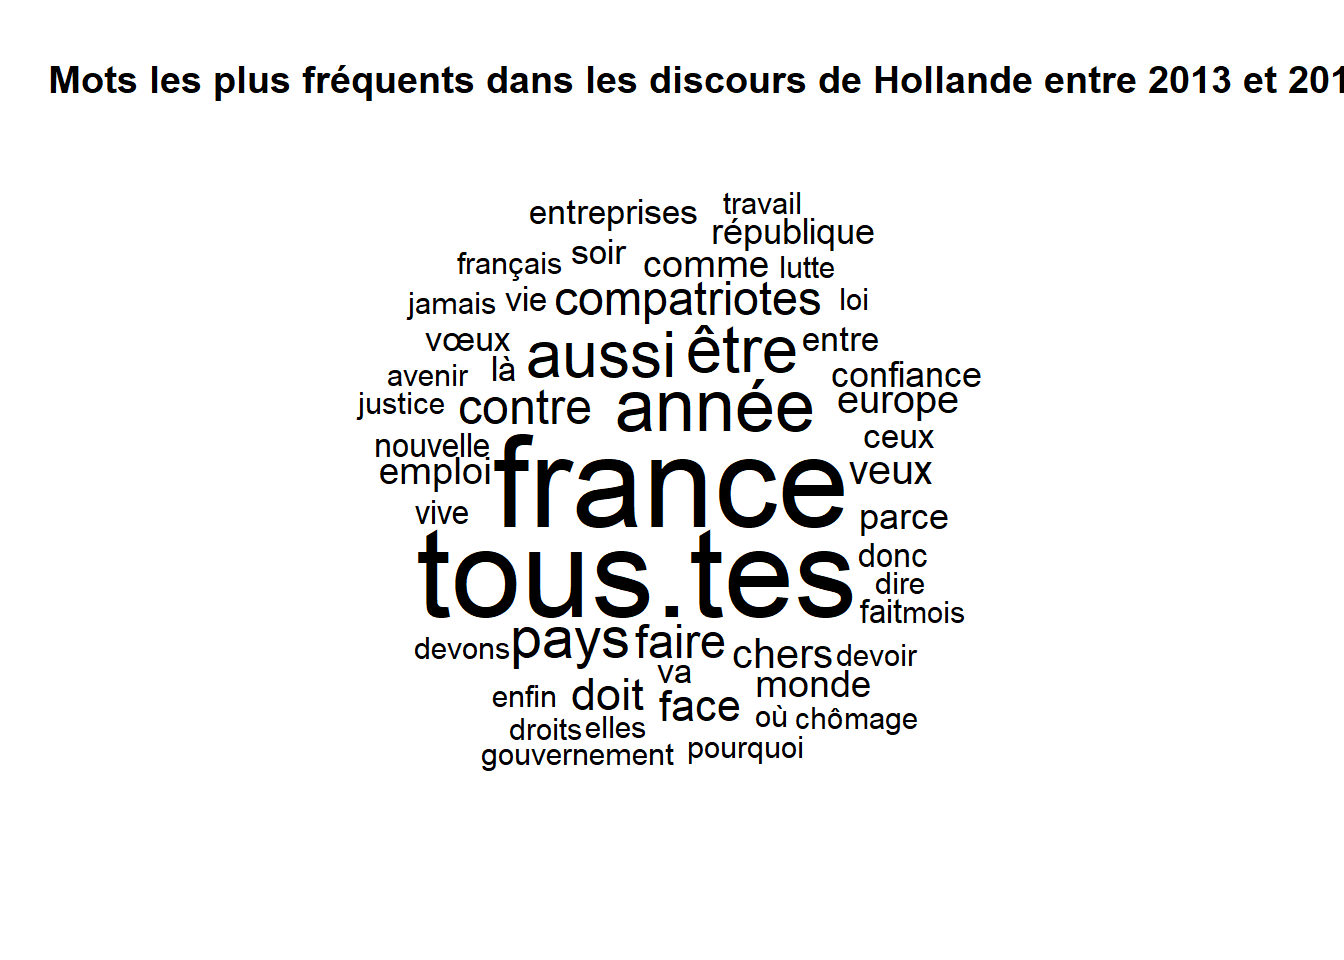 Mots les plus fréquents dans les discours de Hollande entre 2013 et 201
entreprises travail
république
français soir comme lutte
jamais vie compatriotes loi
vœux aussi être entre
avenir là confiance
justice contre année europe
nouvelle ceux
emploi france veux
vive parce
tous.tes donc
dire
fait mois
devons pays faire chers devoir
va
enfin doit face monde
où chômage
droits elles
gouvernement pourquoi